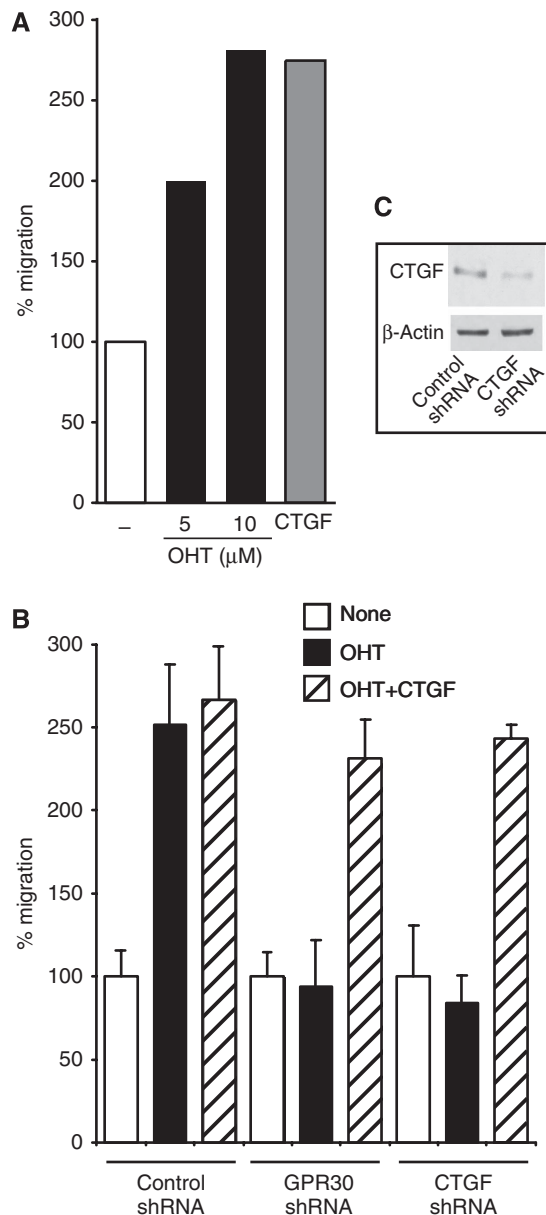 A
300
250
200
150
100
50
0
% migration
–
5
10
CTGF
OHT (μM)
C
CTGF
β-Actin
Control
shRNA
CTGF
shRNA
B
None
OHT
OHT+CTGF
300
250
200
150
100
50
0
% migration
Control
shRNA
GPR30
shRNA
CTGF
shRNA